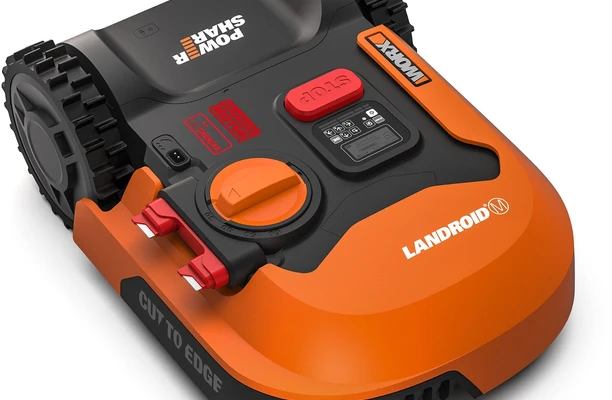 POWER
SHARE
WORX
STOP
LANDROID M
CUT TO EDGE